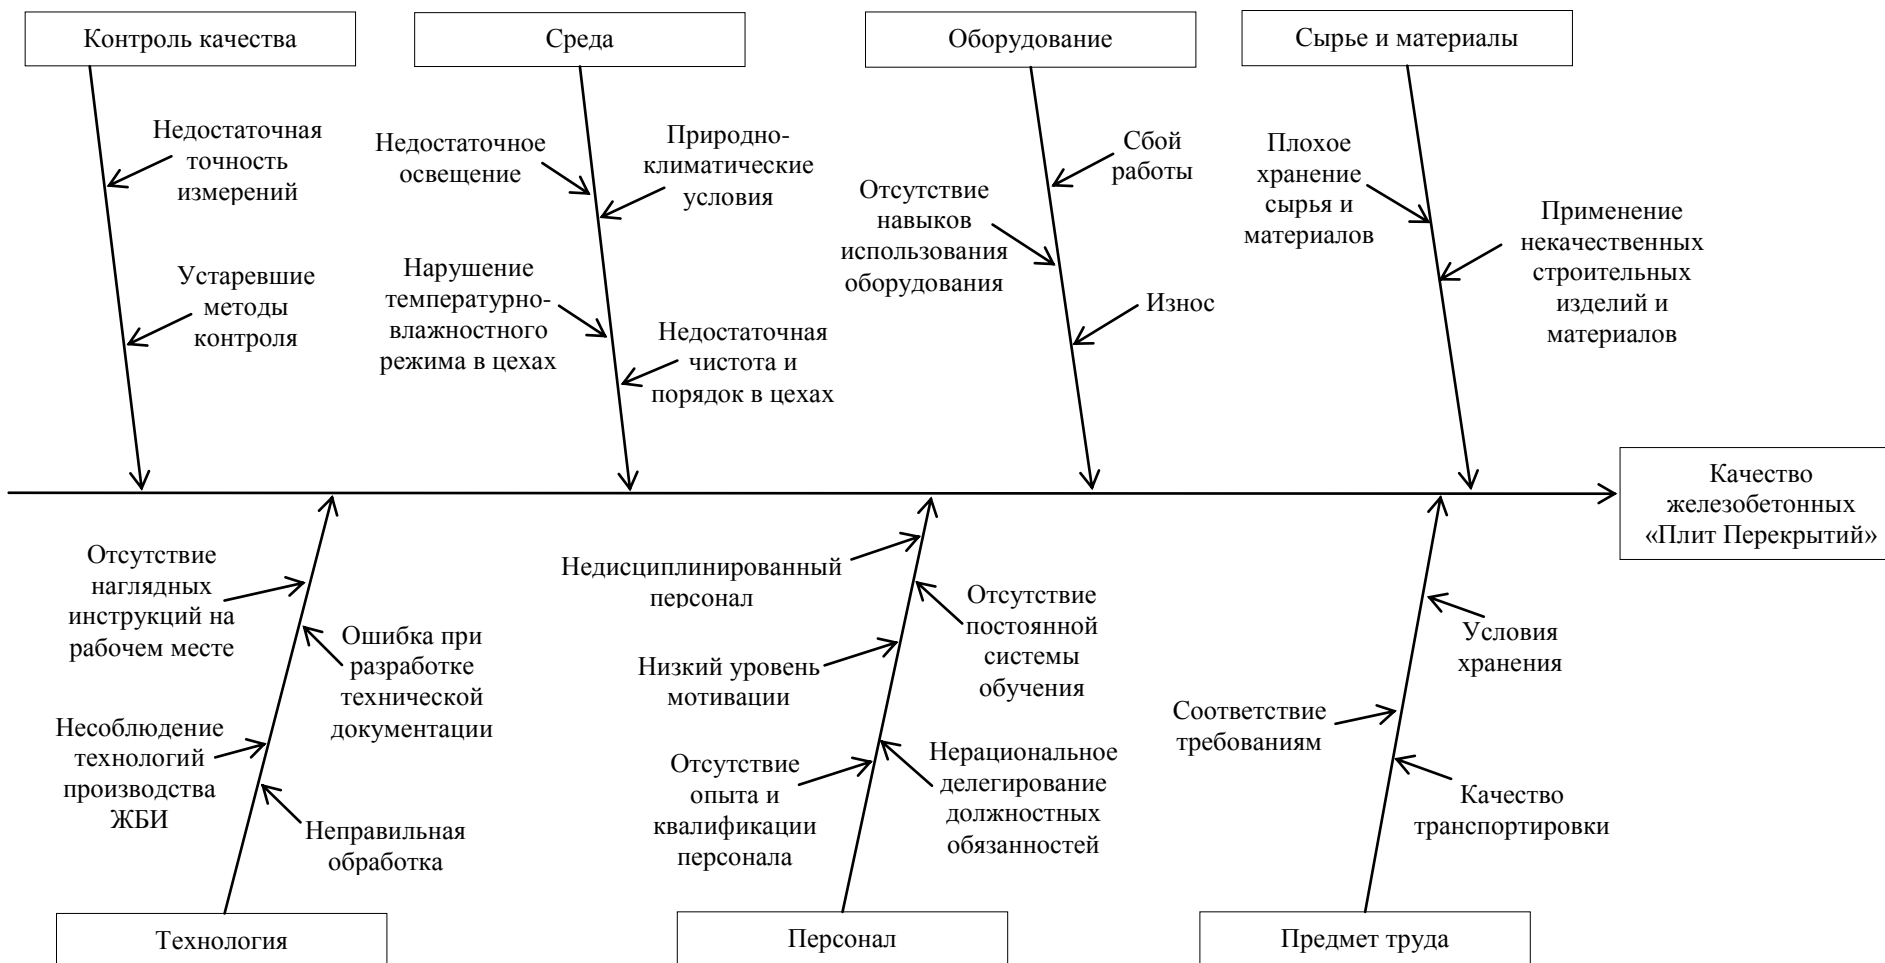 Контроль качества
Среда
Оборудование
Сырье и материалы
Недостаточная
точность
измерений
Устаревшие
методы
контроля
Недостаточное
освещение
Природно-
климатические
условия
Нарушение
температурно-
влажностного
режима в цехах
Недостаточная
чистота и
порядок в цехах
Сбой
работы
Отсутствие
навыков
использования
оборудования
Износ
Плохое
хранение
сырья и
материалов
Применение
некачественных
строительных
изделий и
материалов
Качество
железобетонных
«Плит Перекрытий»
Отсутствие
наглядных
инструкций на
рабочем месте
Ошибка при
разработке
технической
документации
Несоблюдение
технологий
производства
ЖБИ
Неправильная
обработка
Недисциплинированный
персонал
Отсутствие
постоянной
системы
обучения
Низкий уровень
мотивации
Отсутствие
опыта и
квалификации
персонала
Нерациональное
делегирование
должностных
обязанностей
Условия
хранения
Соответствие
требованиям
Качество
транспортировки
Технология
Персонал
Предмет труда